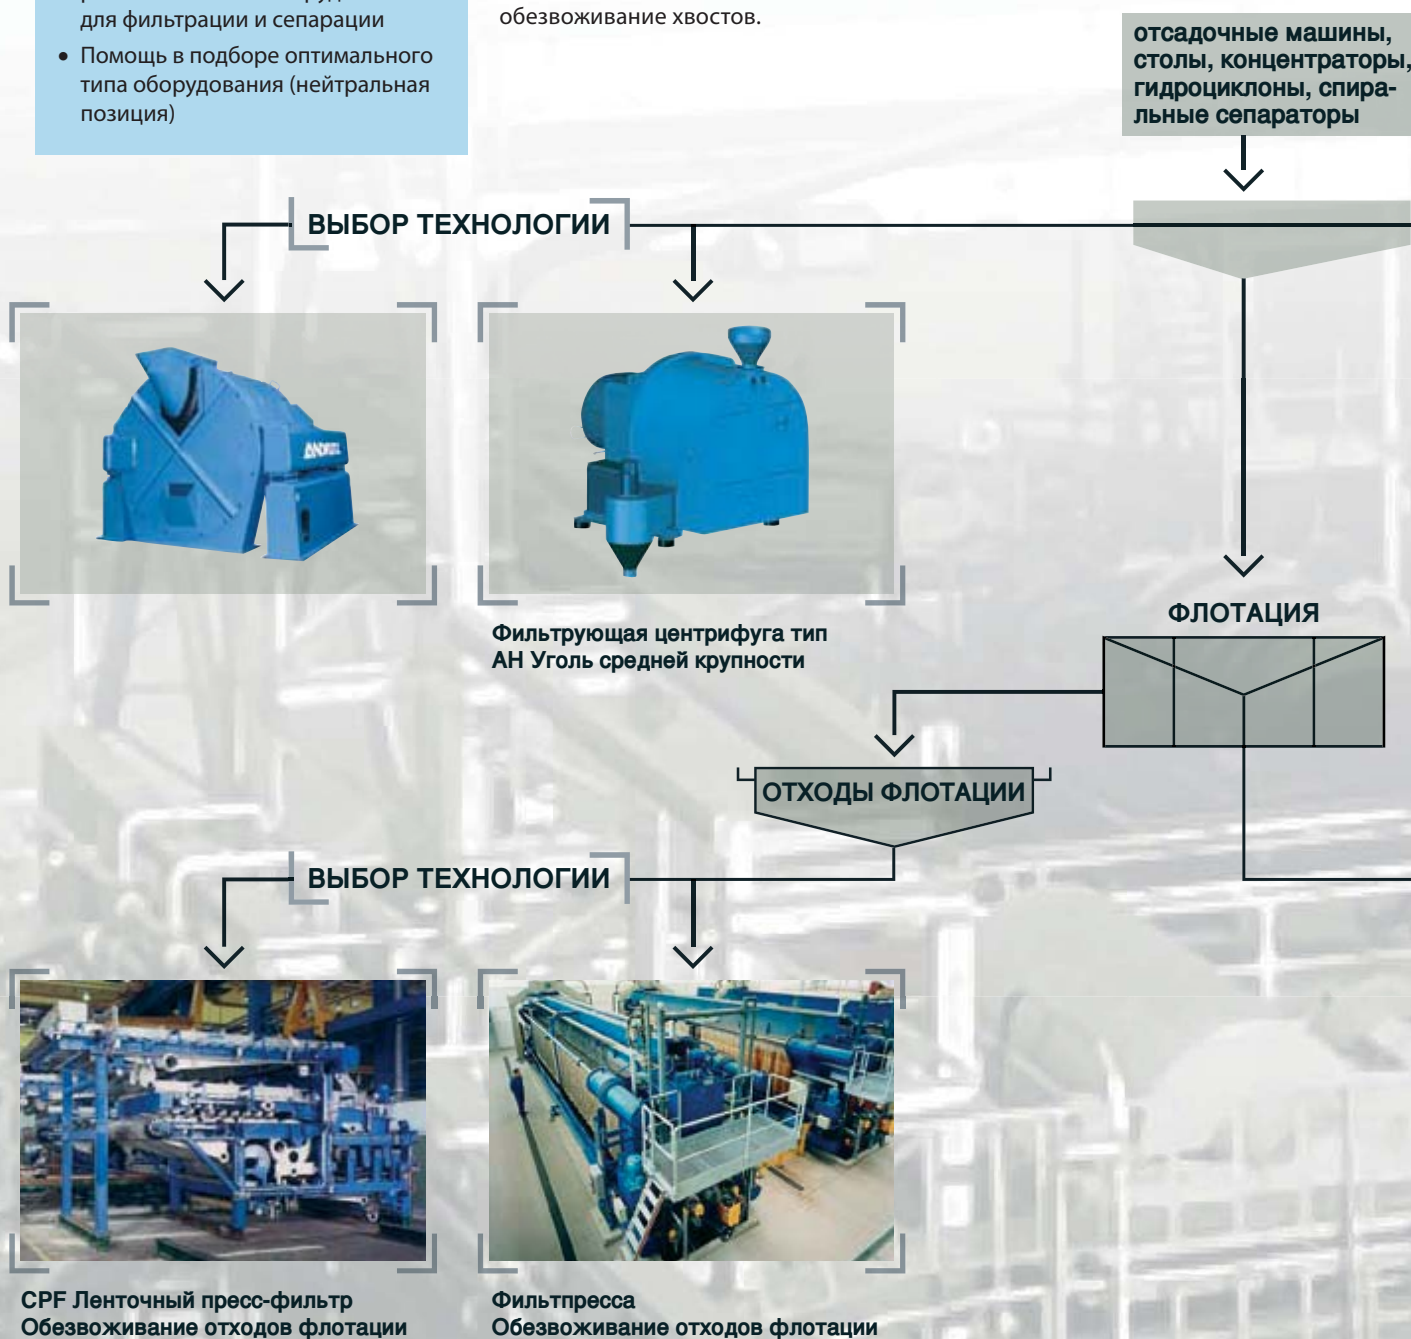 для фильтрации и сепарации
• Помощь в подборе оптимального
типа оборудования (нейтральная
позиция)
обезвоживание хвостов.
отсадочные машины,
столы, концентраторы,
гидроциклоны, спира-
льные сепараторы
ВЫБОР ТЕХНОЛОГИИ
ANDRITZ
Фильтрующая центрифуга тип
АН Уголь средней крупности
ФЛОТАЦИЯ
ОТХОДЫ ФЛОТАЦИИ
ВЫБОР ТЕХНОЛОГИИ
CPF Ленточный пресс-фильтр
Обезвоживание отходов флотации
Фильтпресса
Обезвоживание отходов флотации